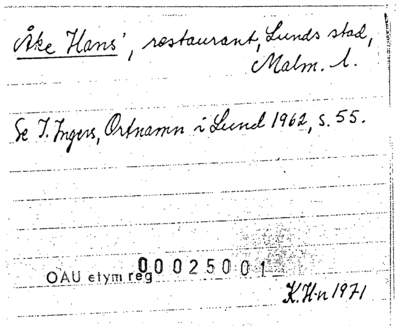 Åke Hans', restaurant, Lunds stad,
Malm. l.
Se I. Ingers, Ortnamn i Lund 1962, s. 55.
OAU etym reg 00025001
K.H-n 1971